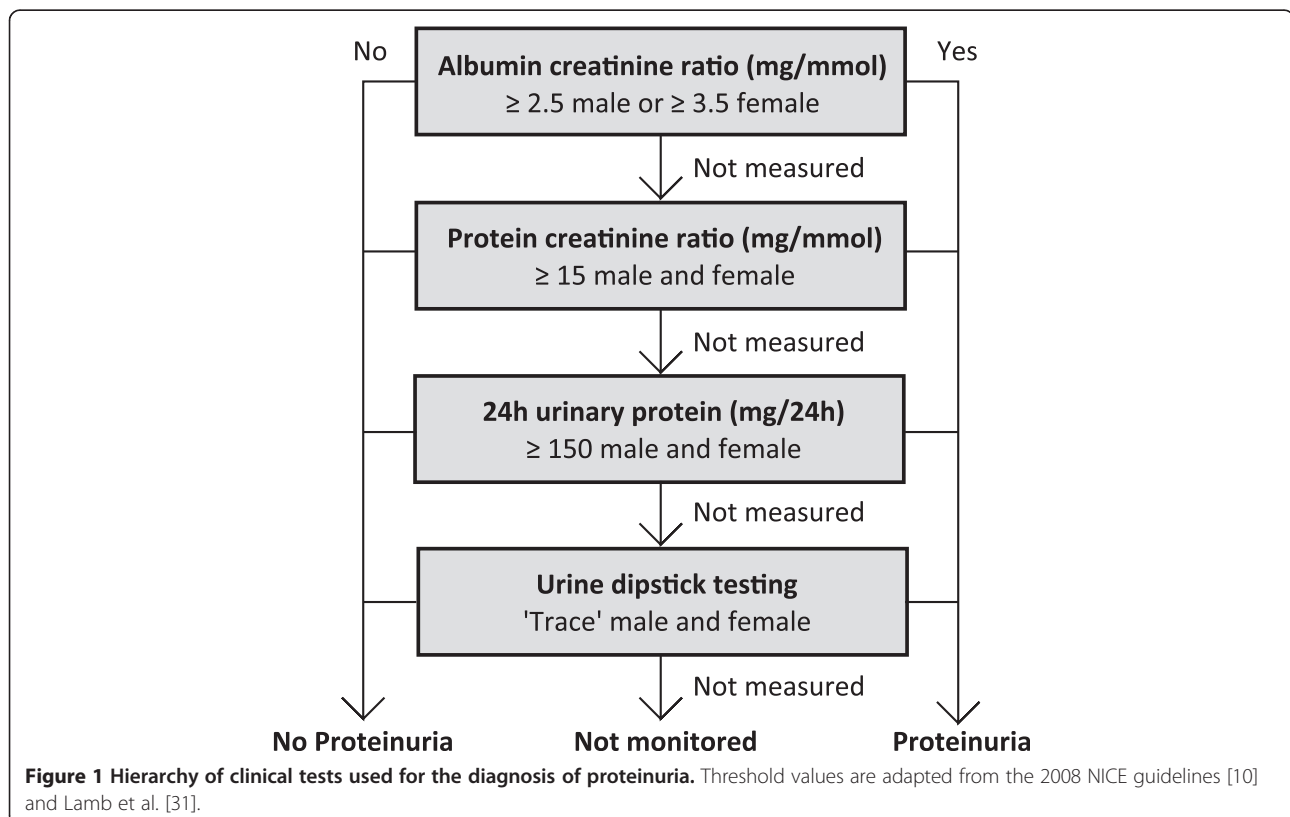 No
Yes
Albumin creatinine ratio (mg/mmol)
≥ 2.5 male or ≥ 3.5 female
Not measured
Protein creatinine ratio (mg/mmol)
≥ 15 male and female
Not measured
24h urinary protein (mg/24h)
≥ 150 male and female
Not measured
Urine dipstick testing
'Trace' male and female
Not measured
No Proteinuria
Not monitored
Proteinuria
Figure 1 Hierarchy of clinical tests used for the diagnosis of proteinuria. Threshold values are adapted from the 2008 NICE guidelines [10]
and Lamb et al. [31].